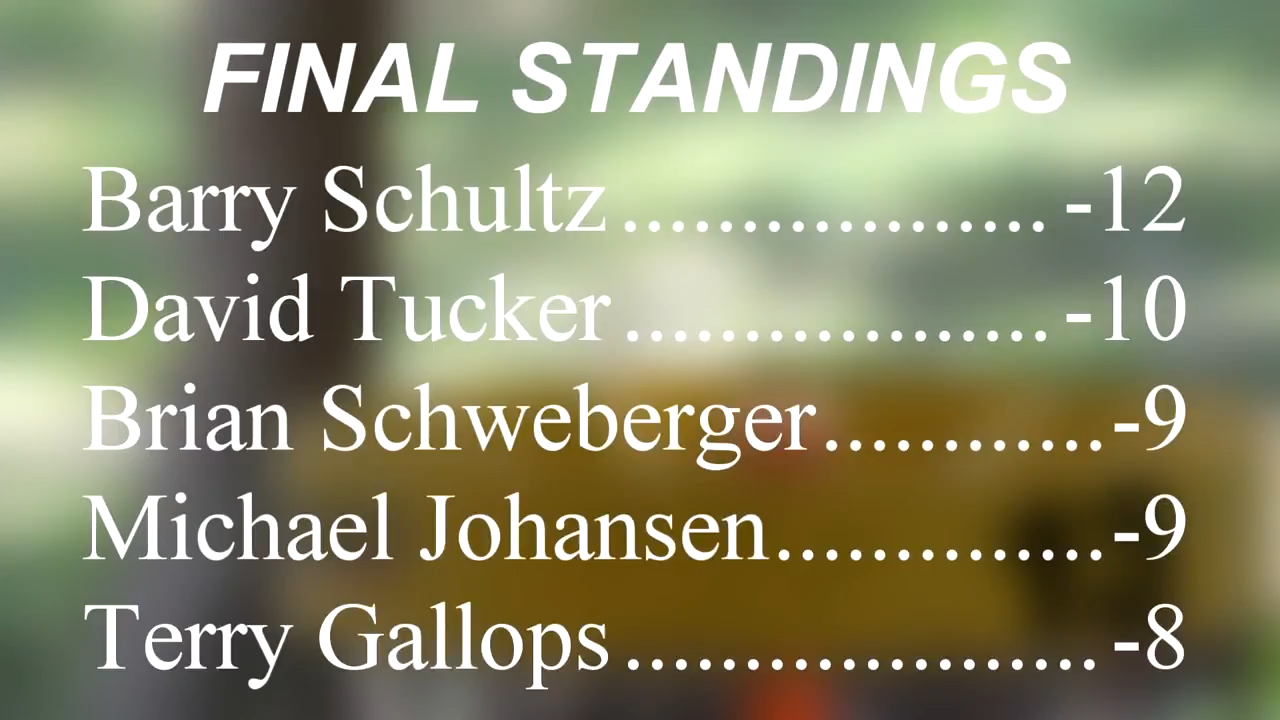 FINAL STANDINGS
Barry Schultz.................. -12
David Tucker.................. -10
Brian Schweberger............-9
Michael Johansen..............-9
Terry Gallops.................... -8